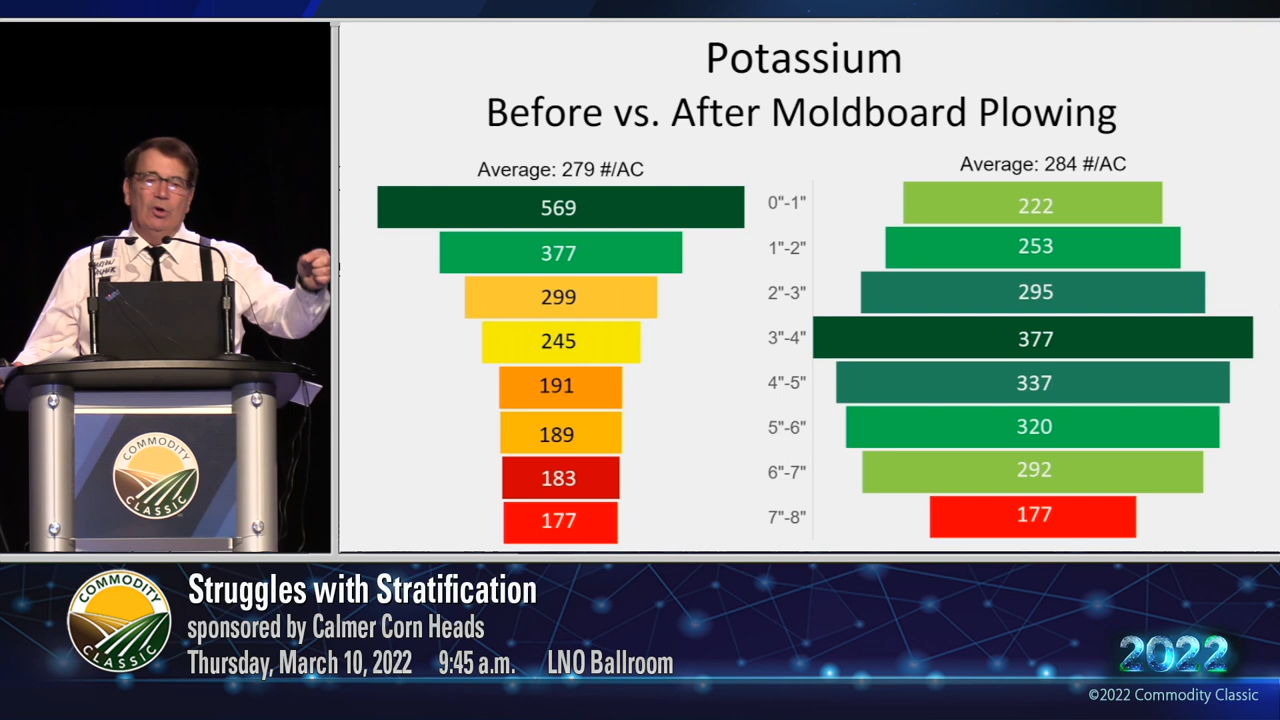 Potassium
Before vs. After Moldboard Plowing
Average: 279 #/AC
Average: 284 #/AC
569
0"-1"
222
377
1"-2"
253
299
2"-3"
295
245
3"-4"
377
191
4"-5"
337
189
5"-6"
320
183
6"-7"
292
177
7"-8"
177
COMMODITY
CLASSIC
COMMODITY
CLASSIC
Struggles with Stratification
sponsored by Calmer Corn Heads
Thursday, March 10, 2022 9:45 a.m. LNO Ballroom
2022
©2022 Commodity Classic